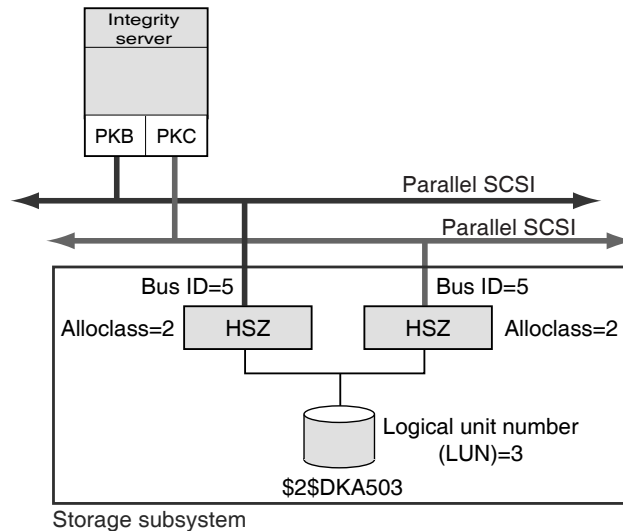 Integrity
server
PKB PKC
Parallel SCSI
Parallel SCSI
Bus ID=5 Bus ID=5
Alloclass=2 HSZ HSZ Alloclass=2
Logical unit number
(LUN)=3
$2$DKA503
Storage subsystem